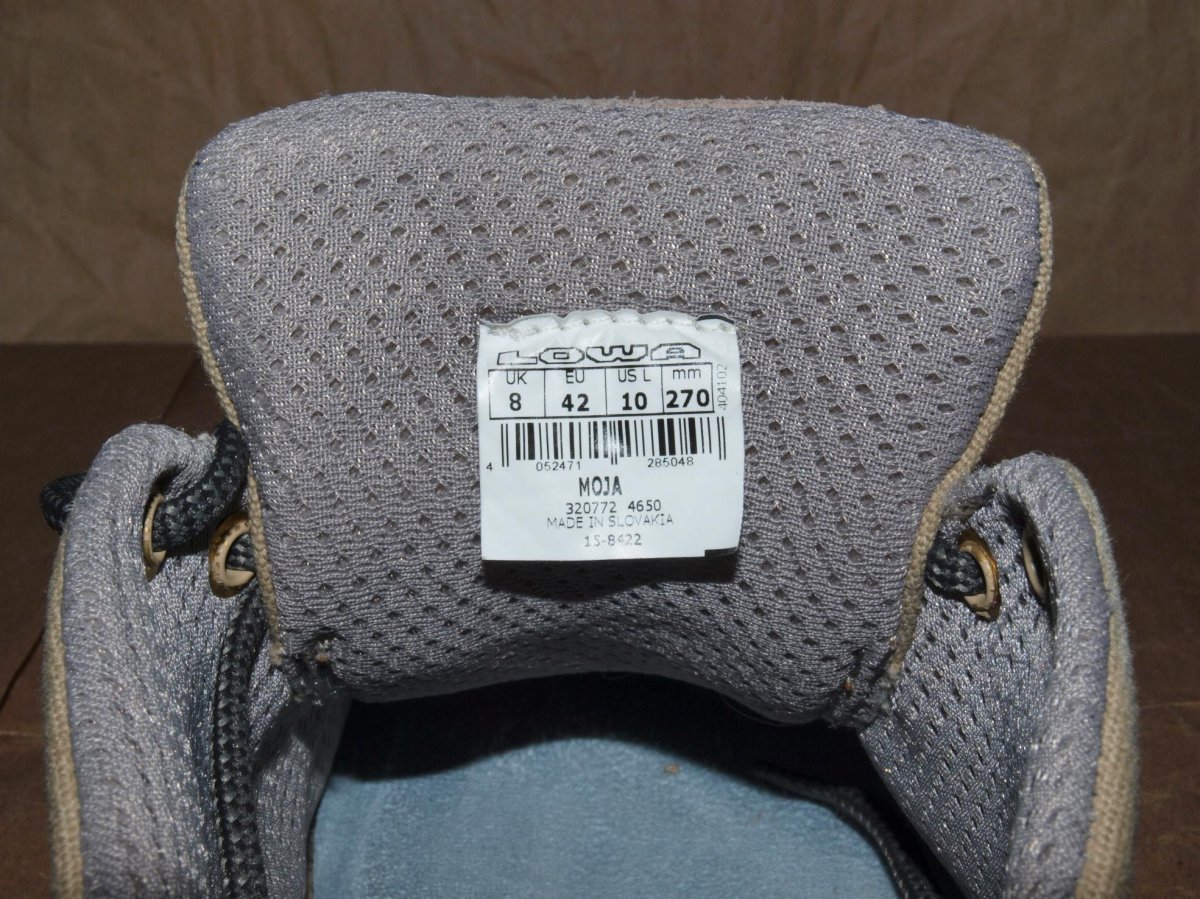 LOWA
UK EU US L mm
8 42 10 270
404102
4 052471 285048
MOJA
320772 4650
MADE IN SLOVAKIA
15-8422